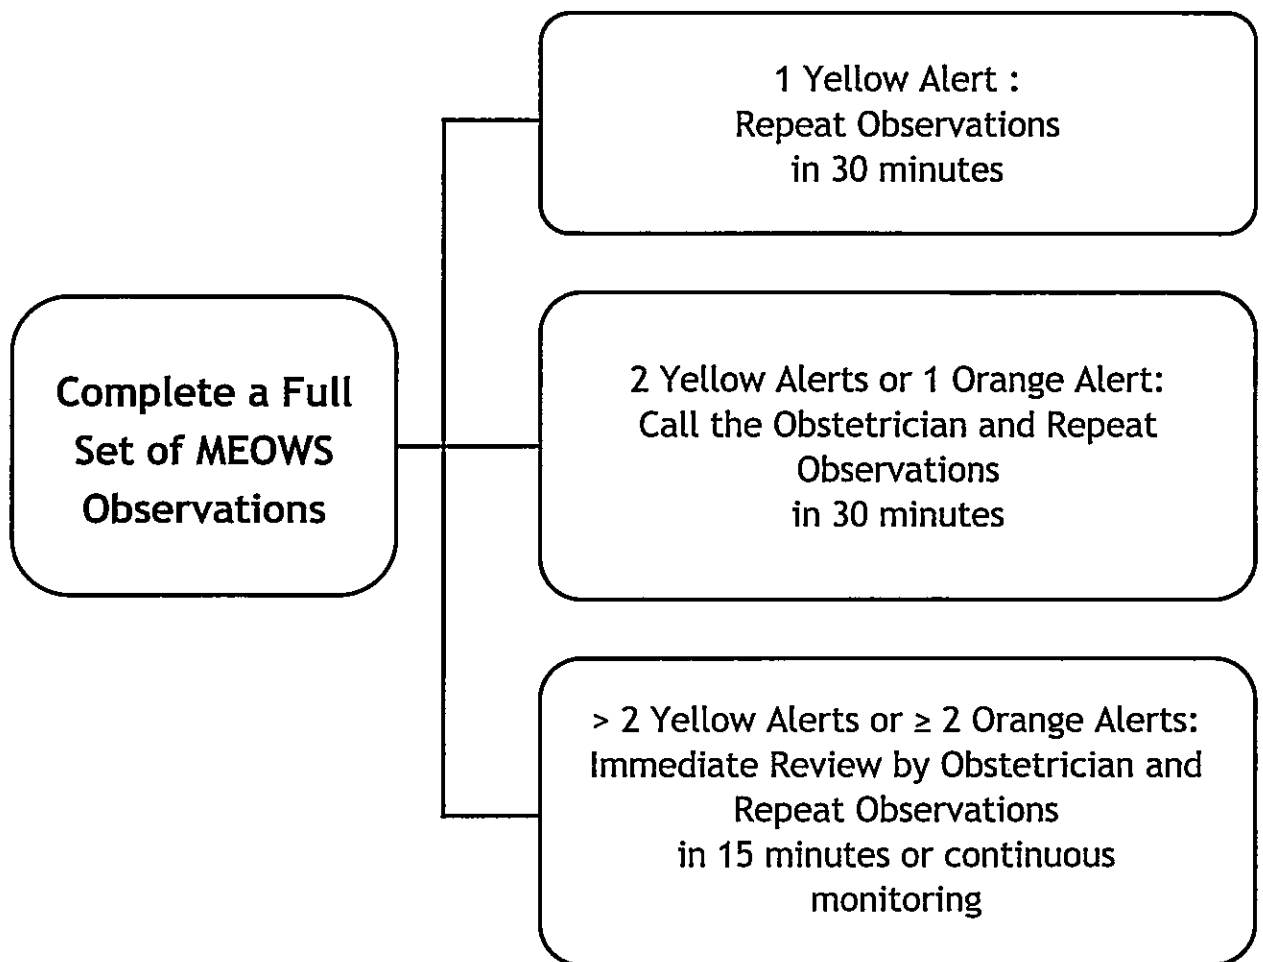 Complete a Full
Set of MEOWS
Observations
1 Yellow Alert :
Repeat Observations
in 30 minutes
2 Yellow Alerts or 1 Orange Alert:
Call the Obstetrician and Repeat
Observations
in 30 minutes
> 2 Yellow Alerts or ≥ 2 Orange Alerts:
Immediate Review by Obstetrician and
Repeat Observations
in 15 minutes or continuous
monitoring